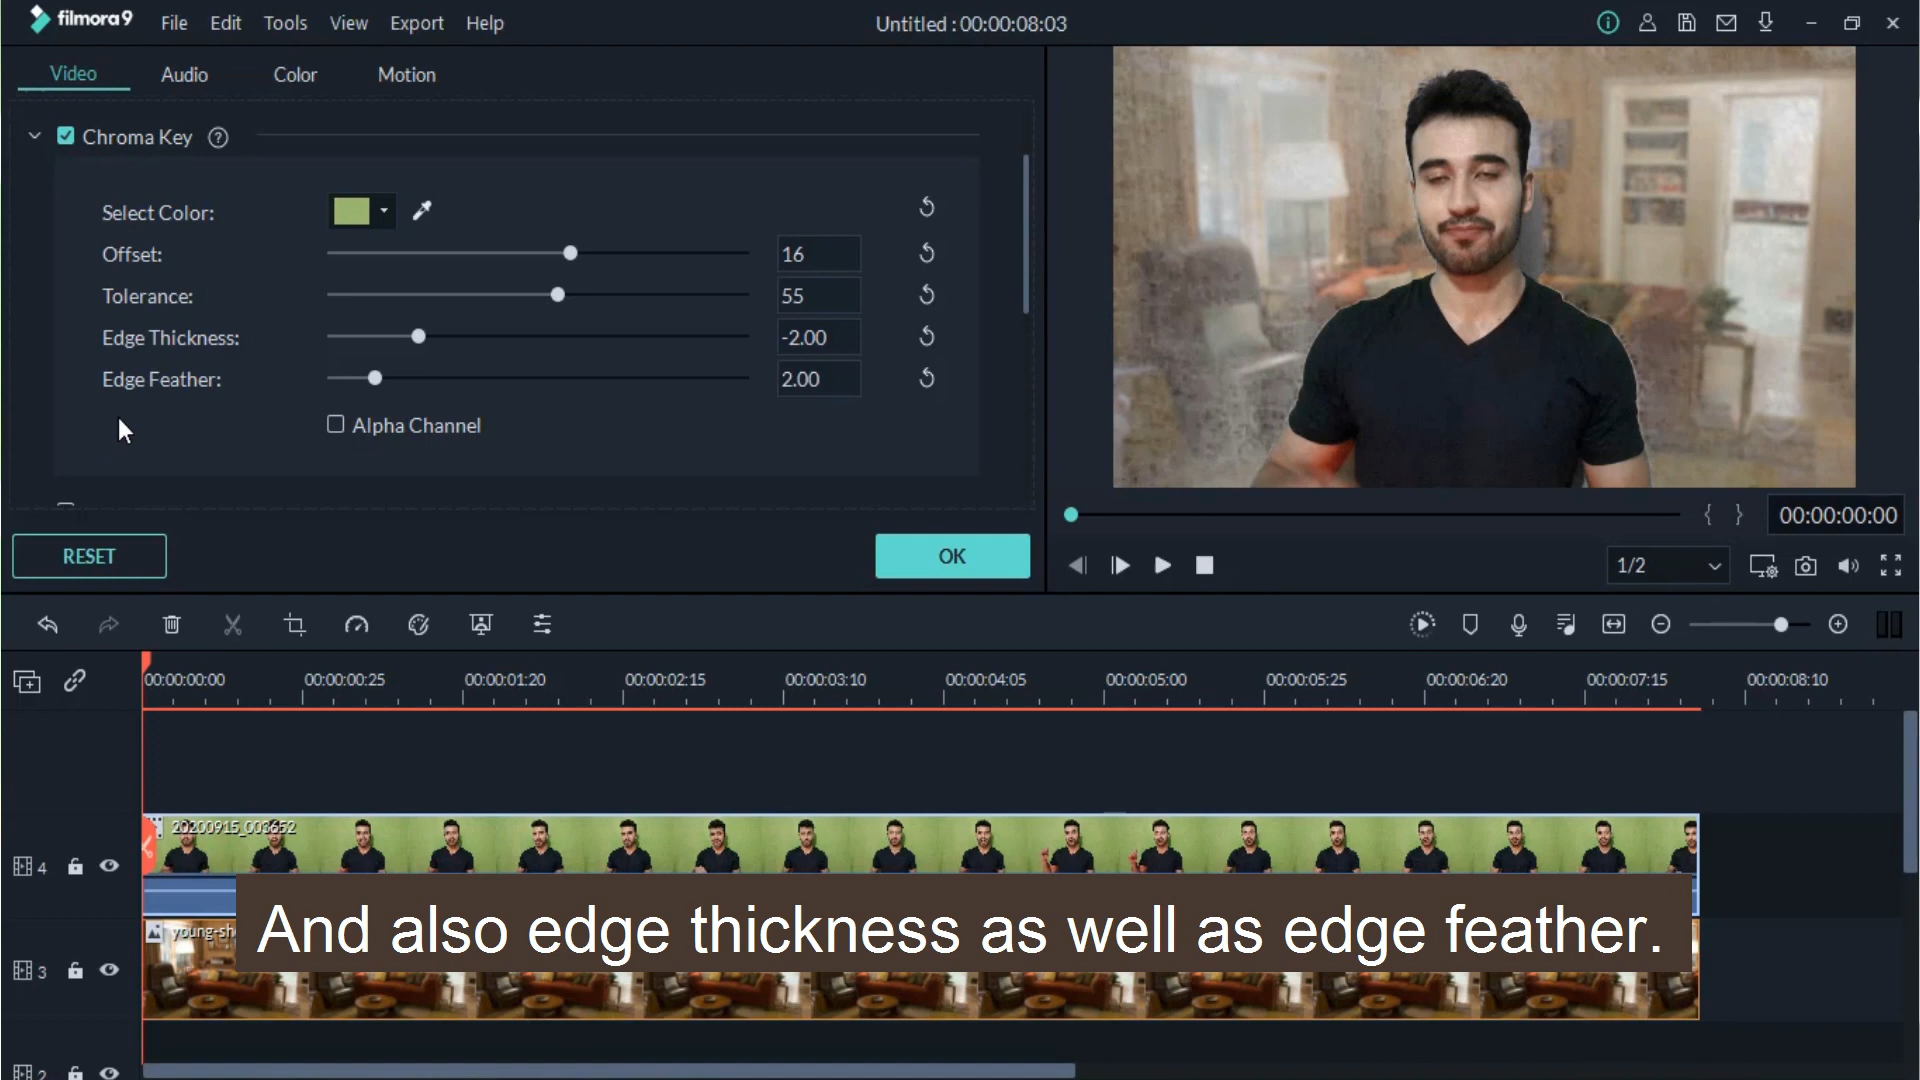 filmora9 File Edit Tools View Export Help Untitled : 00:00:08:03
Video Audio Color Motion
Chroma Key
Select Color:
Offset: 16
Tolerance: 55
Edge Thickness: -2.00
Edge Feather: 2.00
Alpha Channel
00:00:00:00
RESET OK
1/2
00:00:00:00 00:00:00:25 00:00:01:20 00:00:02:15 00:00:03:10 00:00:04:05 00:00:05:00 00:00:05:25 00:00:06:20 00:00:07:15 00:00:08:10
20200915_003652
4
young-sh
And also edge thickness as well as edge feather.
3
2